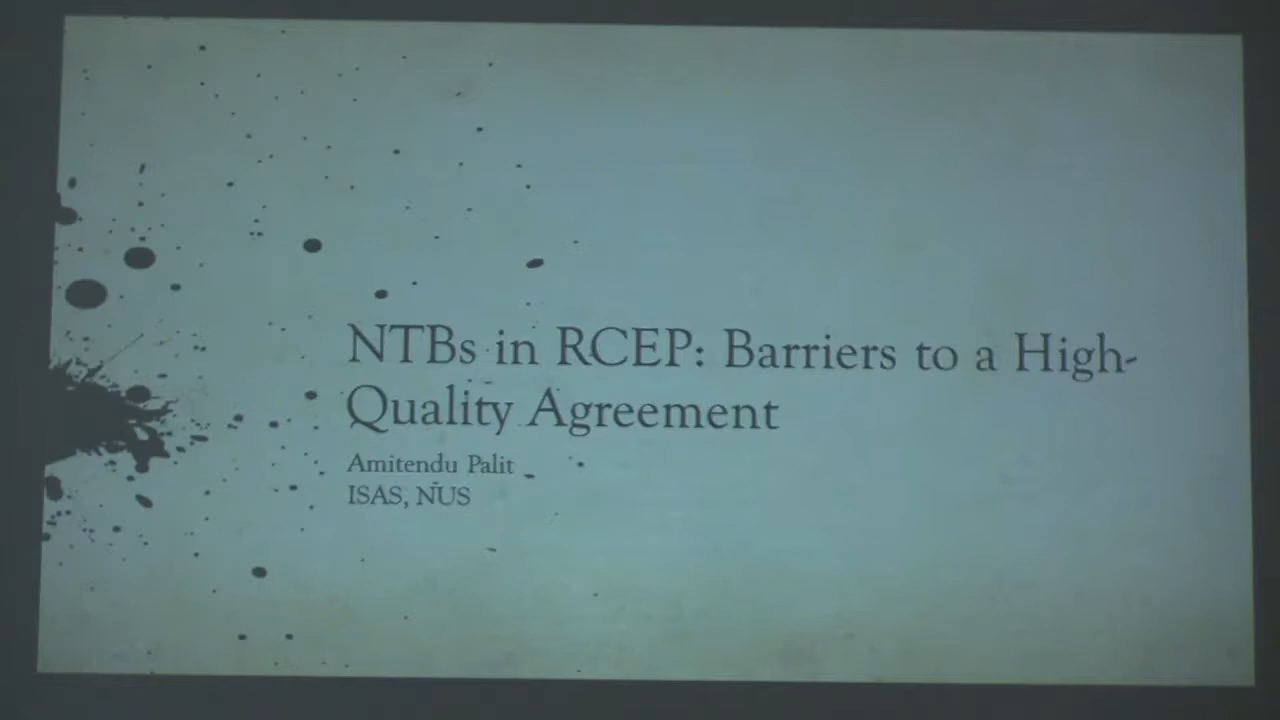 NTBs in RCEP: Barriers to a High-
Quality Agreement
Amitendu Palit
ISAS, NUS